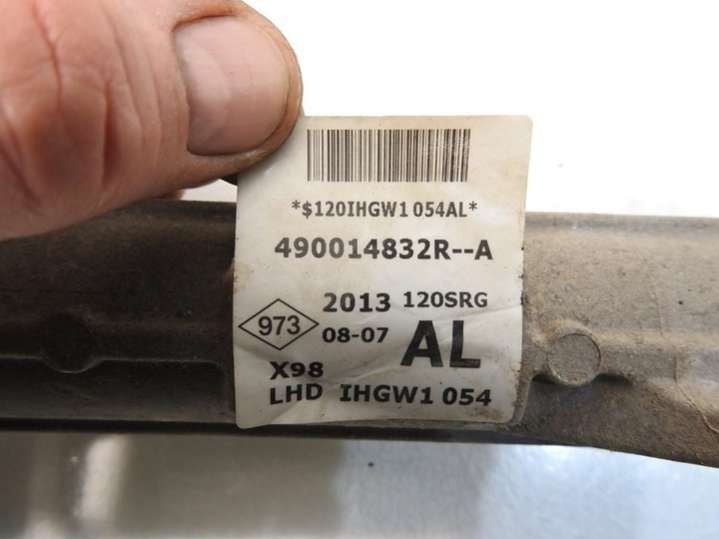 *$120IHGW1 054AL*
490014832R--A
2013 120SRG
973 08-07 AL
X98
LHD IHGW1 054